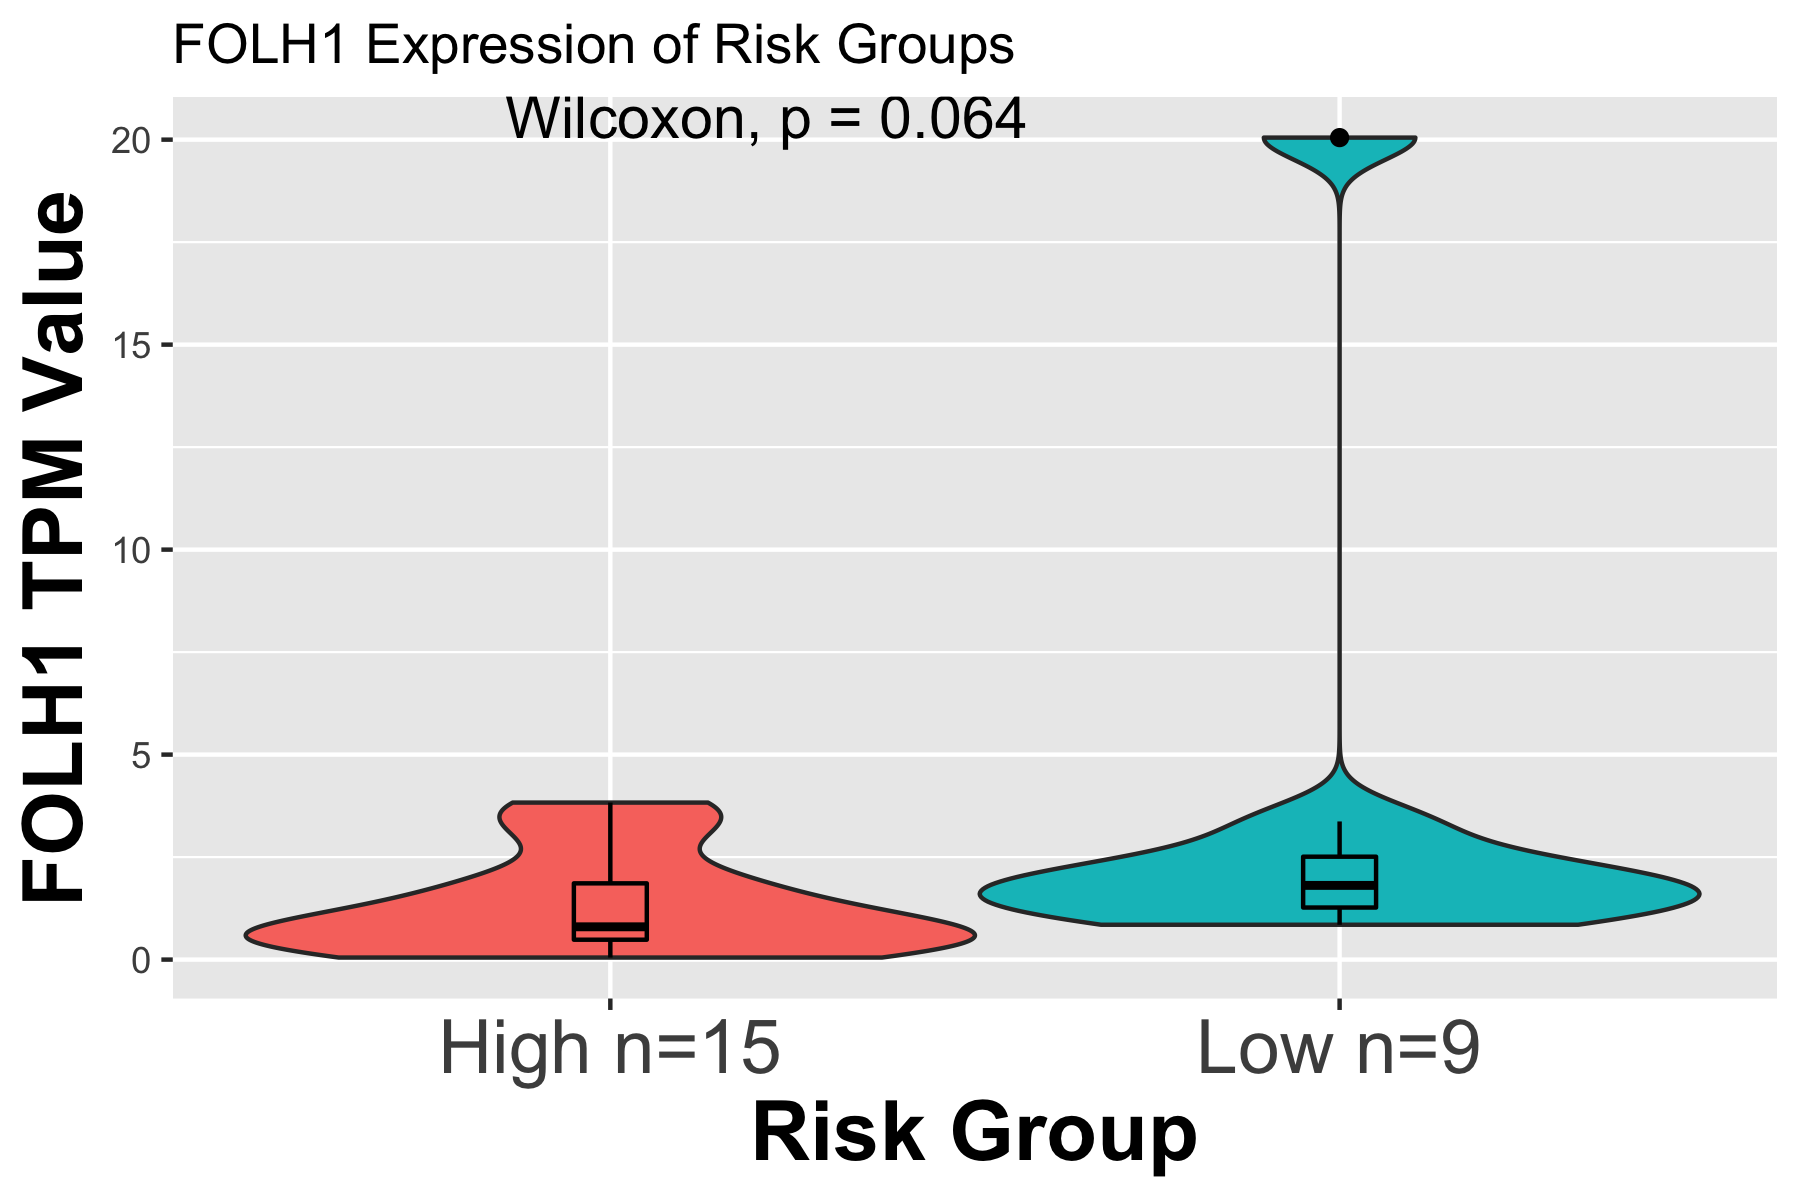 FOLH1 Expression of Risk Groups
Wilcoxon, p = 0.064
FOLH1 TPM Value
20
15
10
5
0
High n=15
Low n=9
Risk Group